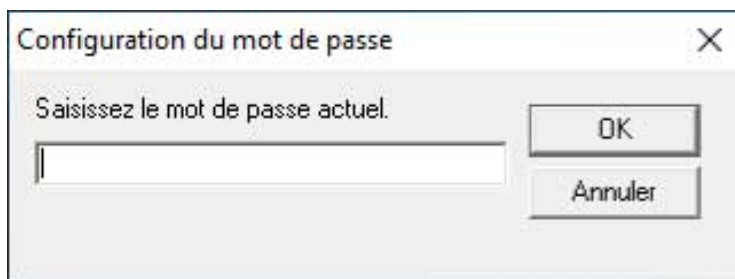 Configuration du mot de passe
Saisissez le mot de passe actuel.
OK
Annuler